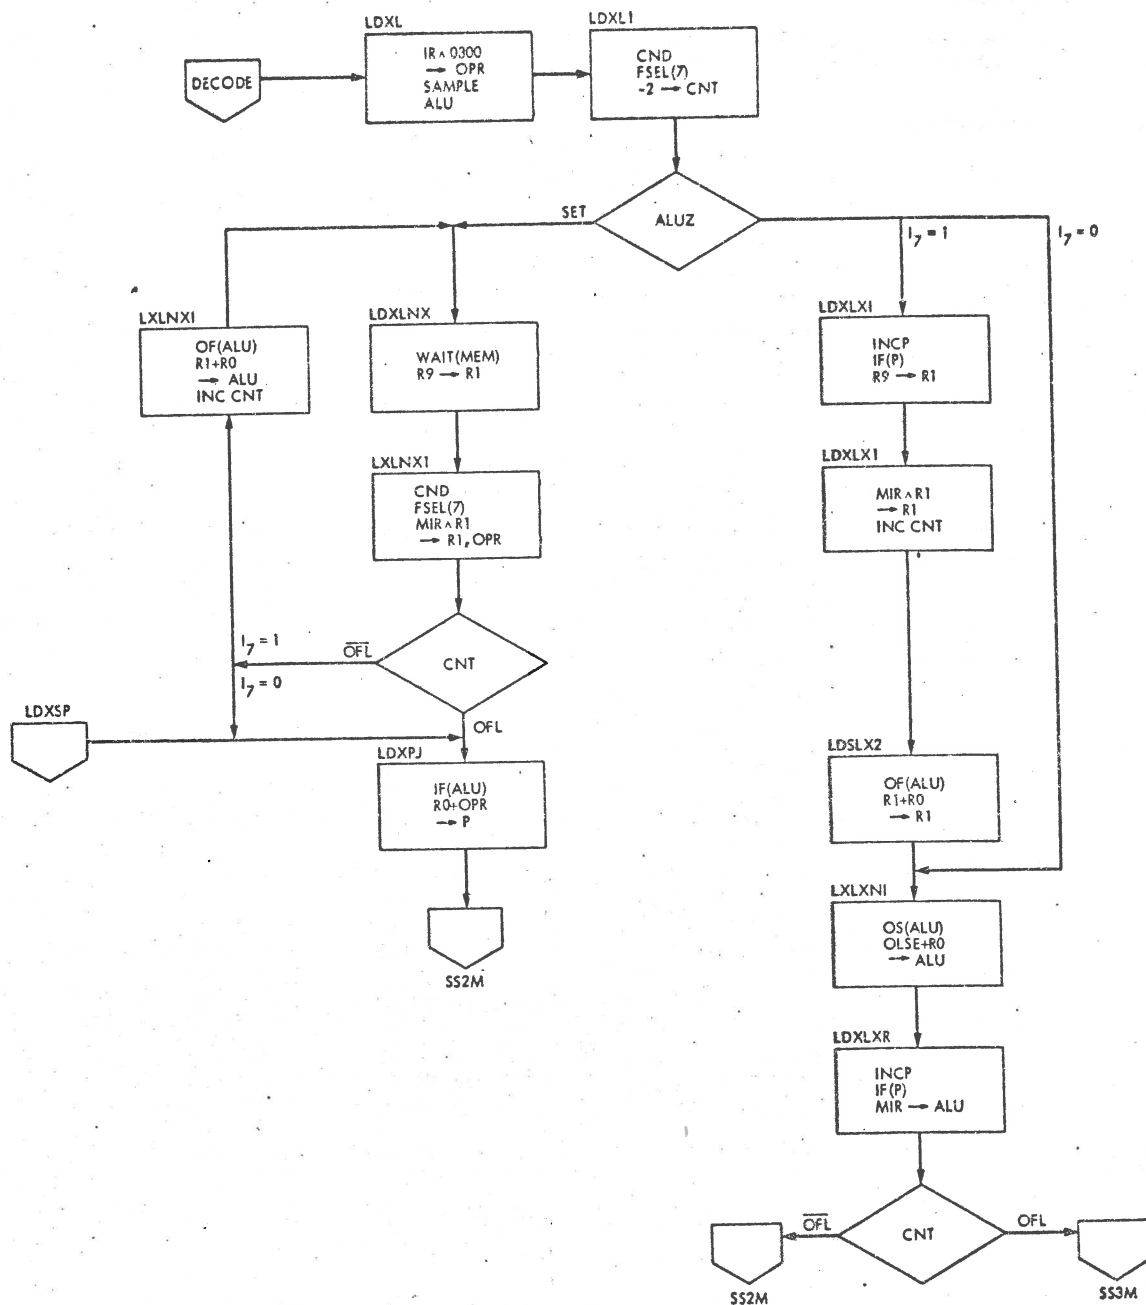 DECODE
LDXL
IR ∧ 0300
→ OPR
SAMPLE
ALU
LDXL1
CND
FSEL(7)
-2 → CNT
ALUZ
SET
I7 = 1
I7 = 0
LXLNXI
OF(ALU)
R1+R0
→ ALU
INC CNT
LDXLNX
WAIT(MEM)
R9 → R1
LDXLXI
INCP
IF(P)
R9 → R1
LXLNX1
CND
FSEL(7)
MIR ∧ R1
→ R1, OPR
LDXLX1
MIR ∧ R1
→ R1
INC CNT
I7 = 1
I7 = 0
O̅F̅L̅
CNT
OFL
LDXSP
LDXPJ
IF(ALU)
R0+OPR
→ P
SS2M
LDSLX2
OF(ALU)
R1+R0
→ R1
LXLXNI
OS(ALU)
OLSE+R0
→ ALU
LDXLXR
INCP
IF(P)
MIR → ALU
O̅F̅L̅
CNT
OFL
SS2M
SS3M